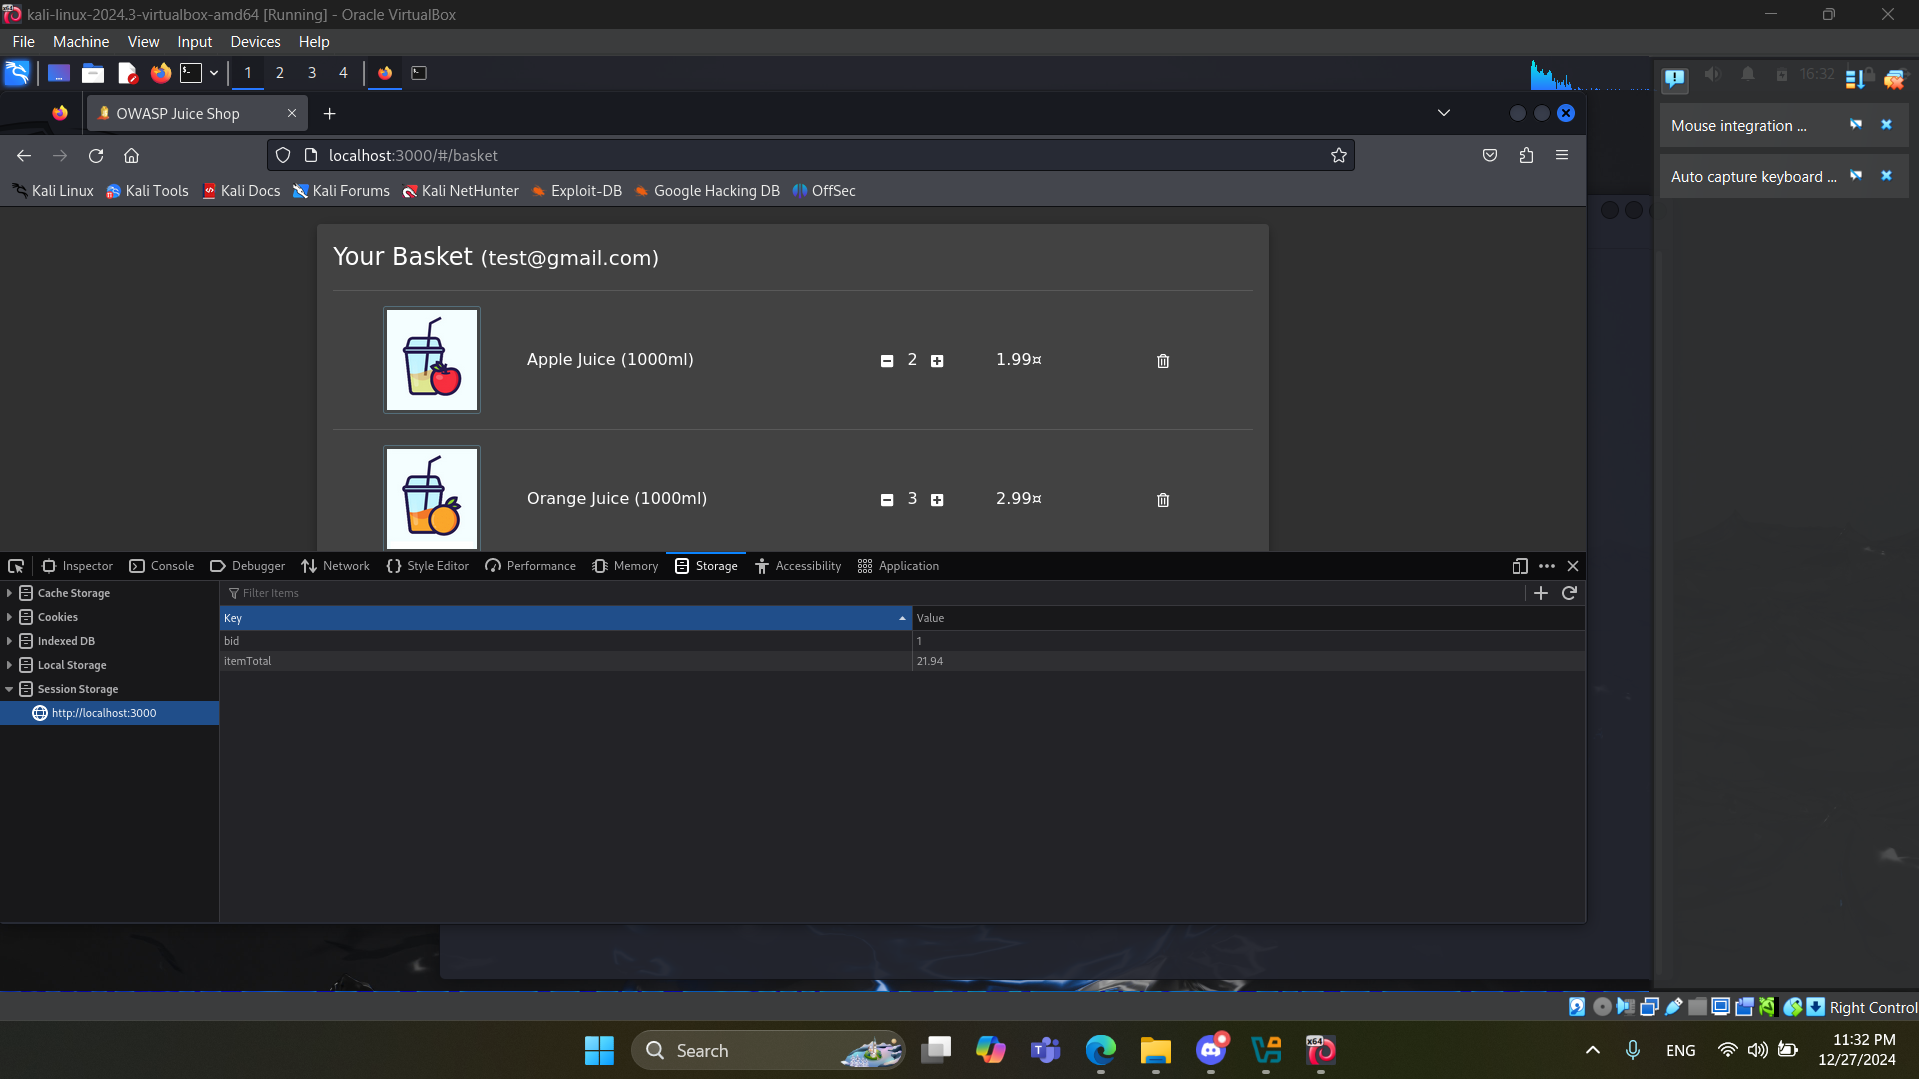 kali-linux-2024.3-virtualbox-amd64 [Running] - Oracle VirtualBox
File Machine View Input Devices Help
1 2 3 4
16:32
OWASP Juice Shop
Mouse integration ...
localhost:3000/#/basket
Auto capture keyboard ...
Kali Linux Kali Tools Kali Docs Kali Forums Kali NetHunter Exploit-DB Google Hacking DB OffSec
Your Basket (test@gmail.com)
Apple Juice (1000ml) 2 1.99¤
Orange Juice (1000ml) 3 2.99¤
Inspector Console Debugger Network Style Editor Performance Memory Storage Accessibility Application
Cache Storage
Cookies
Indexed DB
Local Storage
Session Storage
http://localhost:3000
Filter Items
Key Value
bid 1
itemTotal 21.94
Right Control
Search
ENG
11:32 PM
12/27/2024